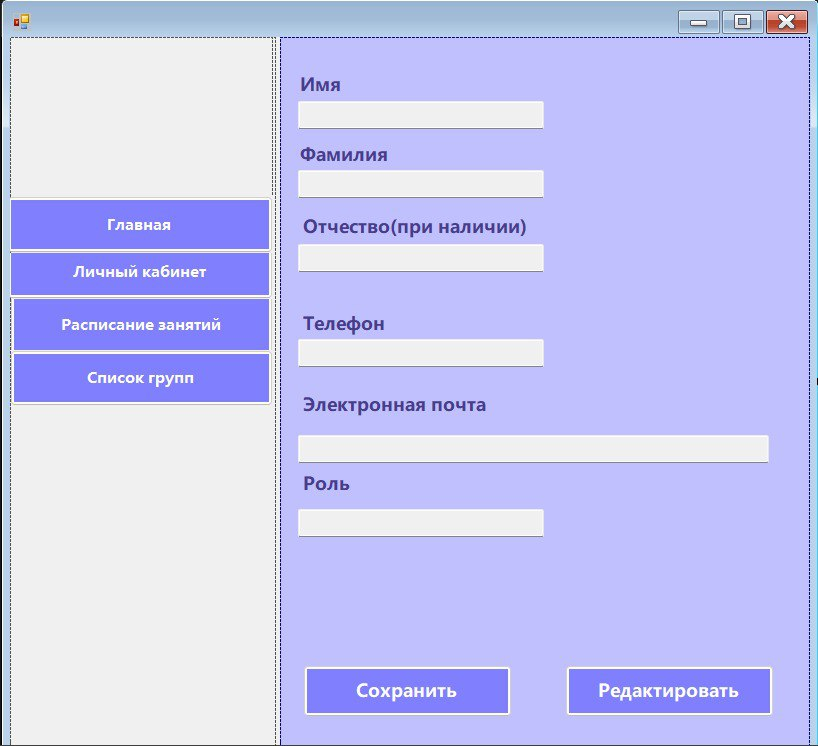 Имя
Фамилия
Главная
Отчество(при наличии)
Личный кабинет
Расписание занятий
Телефон
Список групп
Электронная почта
Роль
Сохранить
Редактировать